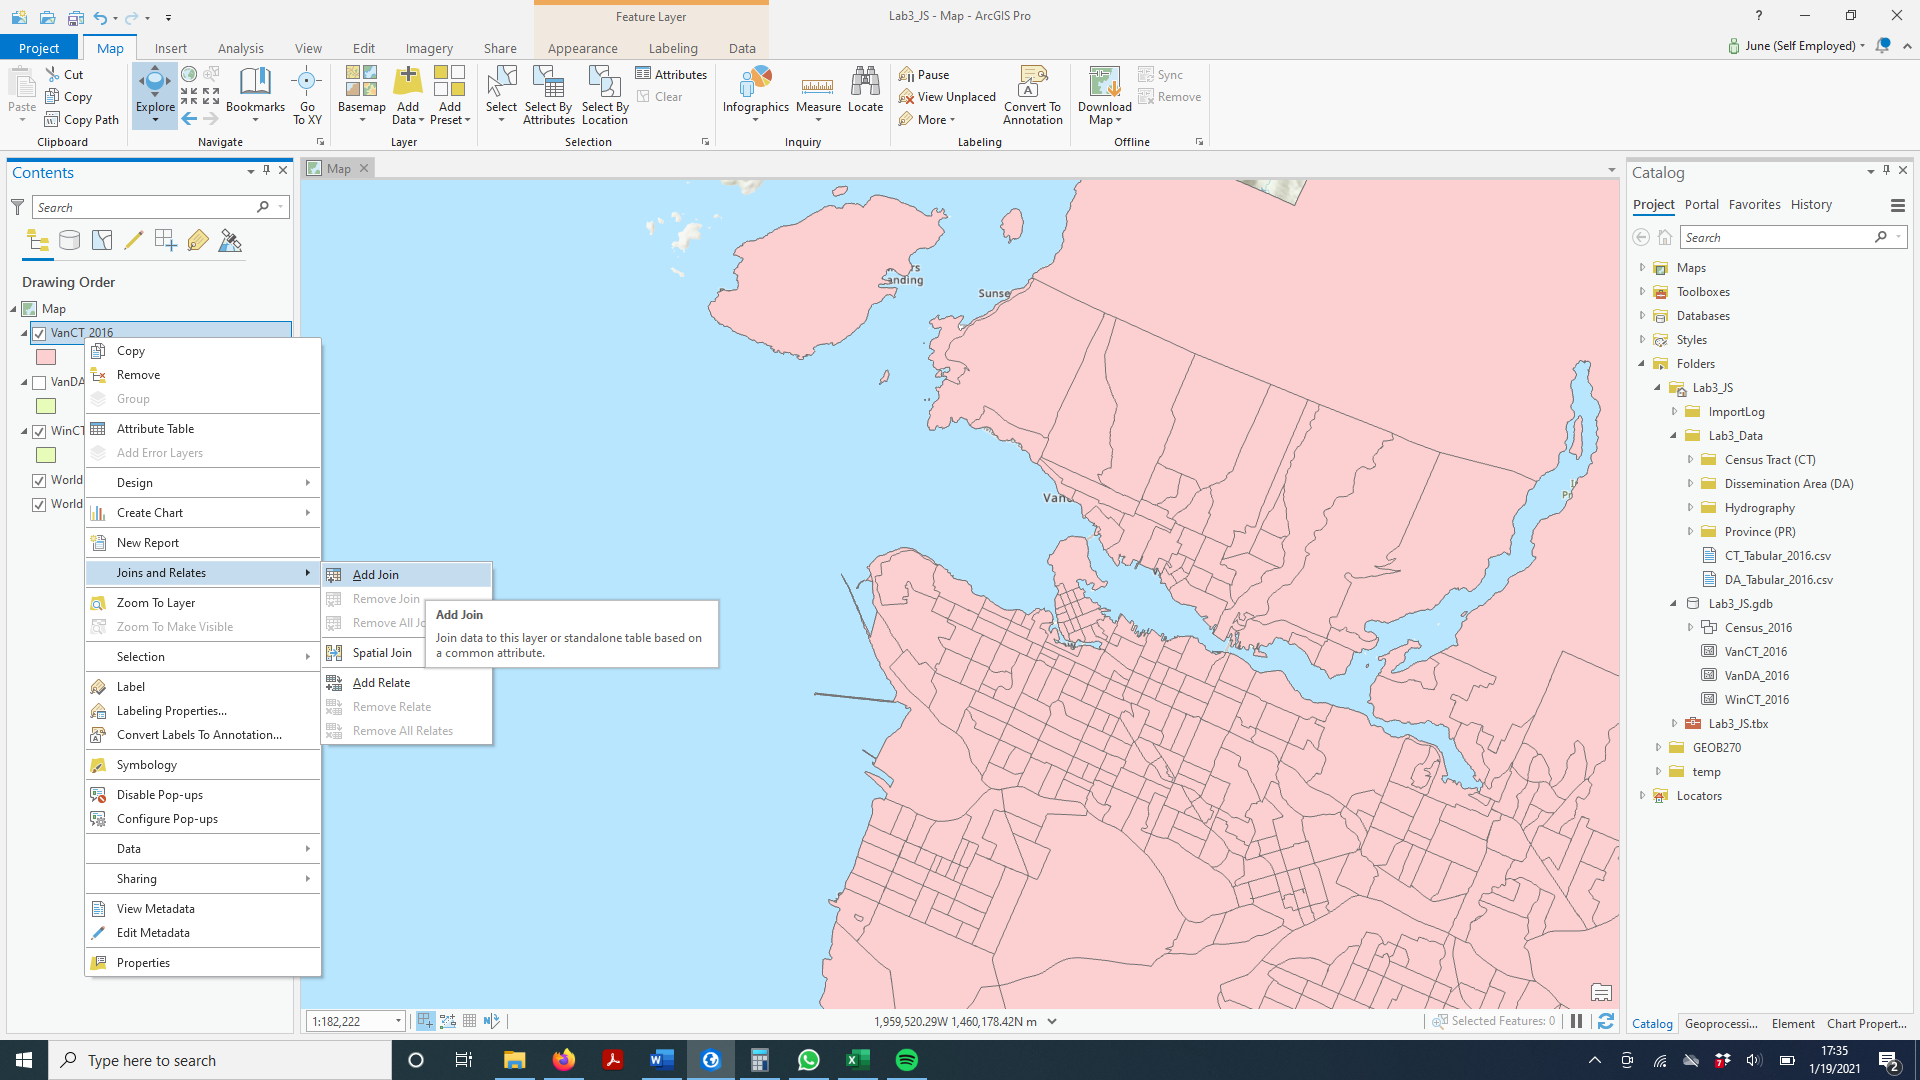 Feature Layer
Lab3_JS - Map - ArcGIS Pro
?
Project
Map
Insert
Analysis
View
Edit
Imagery
Share
Appearance
Labeling
Data
June (Self Employed)
Paste
Cut
Copy
Copy Path
Clipboard
Explore
Bookmarks
Go
To XY
Navigate
Basemap
Add
Data
Add
Preset
Layer
Select
Select By
Attributes
Select By
Location
Attributes
Clear
Selection
Infographics
Measure
Locate
Inquiry
Pause
View Unplaced
More
Convert To
Annotation
Labeling
Download
Map
Sync
Remove
Offline
Contents
Search
Drawing Order
Map
VanCT_2016
VanDA
WinCT
World
World
Copy
Remove
Group
Attribute Table
Add Error Layers
Design
Create Chart
New Report
Joins and Relates
Zoom To Layer
Zoom To Make Visible
Selection
Label
Labeling Properties...
Convert Labels To Annotation...
Symbology
Disable Pop-ups
Configure Pop-ups
Data
Sharing
View Metadata
Edit Metadata
Properties
Add Join
Remove Join
Remove All Jo
Spatial Join
Add Relate
Remove Relate
Remove All Relates
Add Join
Join data to this layer or standalone table based on
a common attribute.
Map
rs
anding
Sunse
Vanc
1:182,222
1,959,520.29W 1,460,178.42N m
Selected Features: 0
Catalog
Project
Portal
Favorites
History
Search
Maps
Toolboxes
Databases
Styles
Folders
Lab3_JS
ImportLog
Lab3_Data
Census Tract (CT)
Dissemination Area (DA)
Hydrography
Province (PR)
CT_Tabular_2016.csv
DA_Tabular_2016.csv
Lab3_JS.gdb
Census_2016
VanCT_2016
VanDA_2016
WinCT_2016
Lab3_JS.tbx
GEOB270
temp
Locators
Catalog
Geoprocessi...
Element
Chart Propert...
Type here to search
17:35
1/19/2021
2